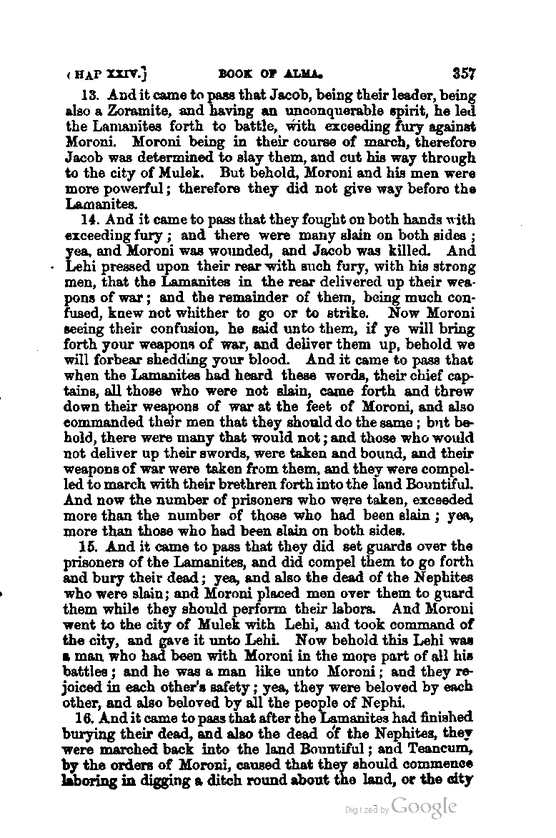 (HAP XXIV.] BOOK OF ALMA. 357
13. And it came to pass that Jacob, being their leader, being
also a Zoramite, and having an unconquerable spirit, he led
the Lamanites forth to battle, with exceeding fury against
Moroni. Moroni being in their course of march, therefore
Jacob was determined to slay them, and cut his way through
to the city of Mulek. But behold, Moroni and his men were
more powerful; therefore they did not give way before the
Lamanites.
14. And it came to pass that they fought on both hands with
exceeding fury; and there were many slain on both sides;
yea, and Moroni was wounded, and Jacob was killed. And
Lehi pressed upon their rear with such fury, with his strong
men, that the Lamanites in the rear delivered up their wea-
pons of war; and the remainder of them, being much con-
fused, knew not whither to go or to strike. Now Moroni
seeing their confusion, he said unto them, if ye will bring
forth your weapons of war, and deliver them up, behold we
will forbear shedding your blood. And it came to pass that
when the Lamanites had heard these words, their chief cap-
tains, all those who were not slain, came forth and threw
down their weapons of war at the feet of Moroni, and also
commanded their men that they should do the same; but be-
hold, there were many that would not; and those who would
not deliver up their swords, were taken and bound, and their
weapons of war were taken from them, and they were compel-
led to march with their brethren forth into the land Bountiful.
And now the number of prisoners who were taken, exceeded
more than the number of those who had been slain; yea,
more than those who had been slain on both sides.
15. And it came to pass that they did set guards over the
prisoners of the Lamanites, and did compel them to go forth
and bury their dead; yea, and also the dead of the Nephites
who were slain; and Moroni placed men over them to guard
them while they should perform their labors. And Moroni
went to the city of Mulek with Lehi, and took command of
the city, and gave it unto Lehi. Now behold this Lehi was
a man who had been with Moroni in the more part of all his
battles; and he was a man like unto Moroni; and they re-
joiced in each other's safety; yea, they were beloved by each
other, and also beloved by all the people of Nephi.
16. And it came to pass that after the Lamanites had finished
burying their dead, and also the dead of the Nephites, they
were marched back into the land Bountiful; and Teancum,
by the orders of Moroni, caused that they should commence
laboring in digging a ditch round about the land, or the city
Digitized by Google